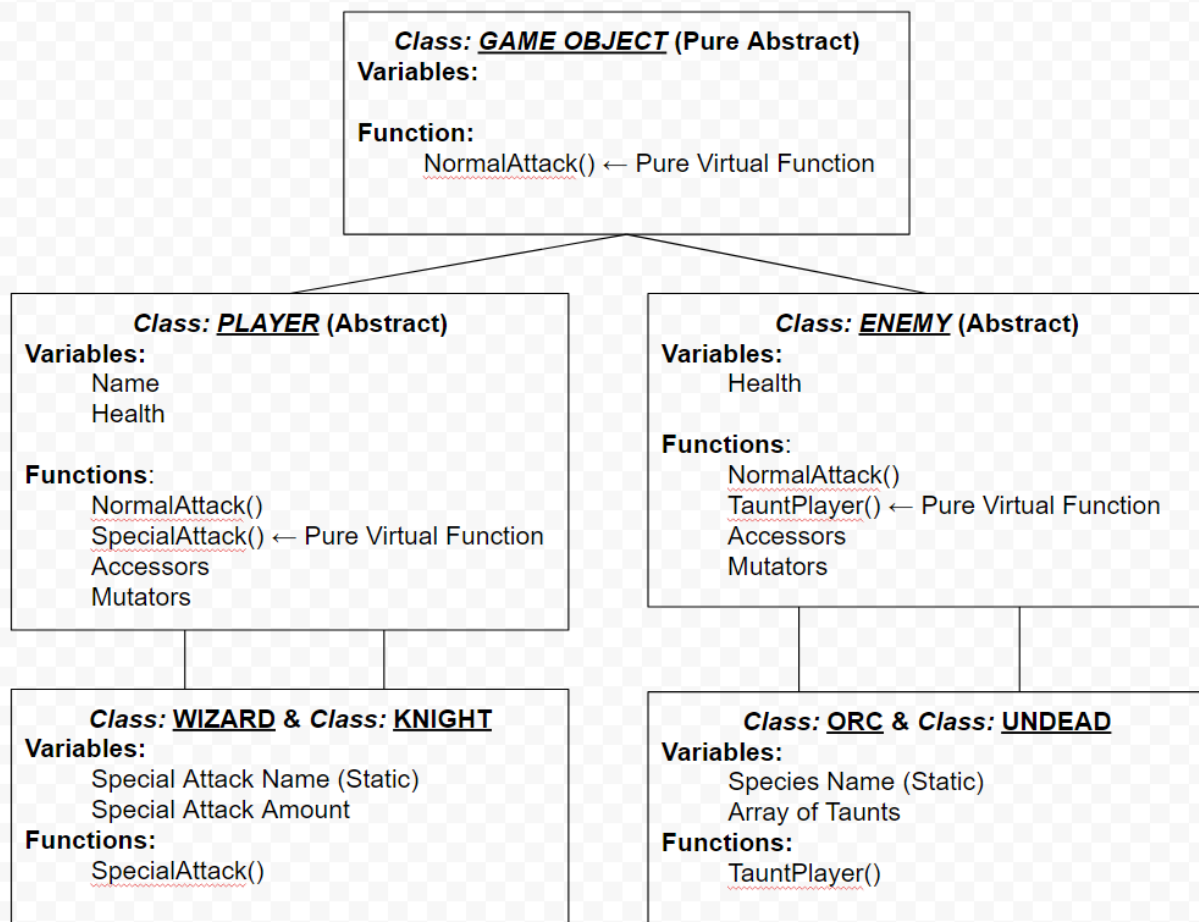 Class: GAME OBJECT (Pure Abstract)
Variables:
Function:
NormalAttack() ← Pure Virtual Function
Class: PLAYER (Abstract)
Variables:
Name
Health
Functions:
NormalAttack()
SpecialAttack() ← Pure Virtual Function
Accessors
Mutators
Class: ENEMY (Abstract)
Variables:
Health
Functions:
NormalAttack()
TauntPlayer() ← Pure Virtual Function
Accessors
Mutators
Class: WIZARD & Class: KNIGHT
Variables:
Special Attack Name (Static)
Special Attack Amount
Functions:
SpecialAttack()
Class: ORC & Class: UNDEAD
Variables:
Species Name (Static)
Array of Taunts
Functions:
TauntPlayer()